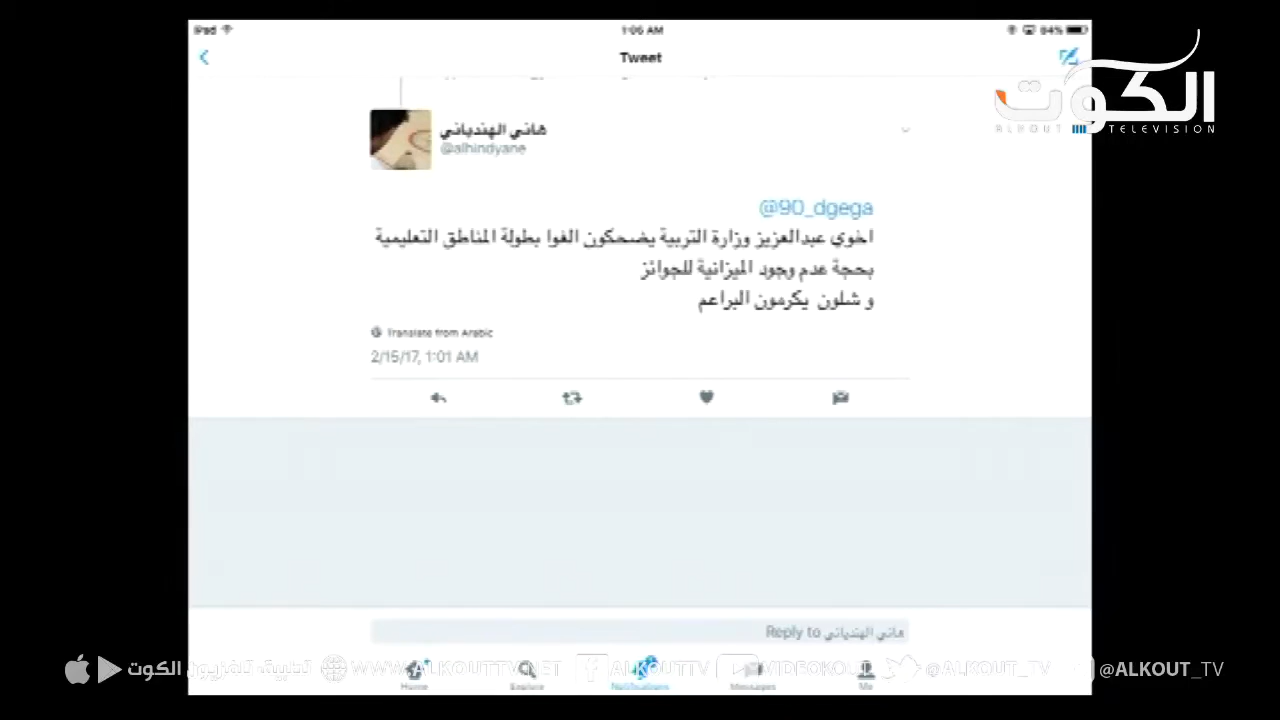 iPad
1:06 AM
84%
Tweet
الكوت
ALKOUT TELEVISION
هاني الهندياني
@alhindyane
@90_dgega
اخوي عبدالعزيز وزارة التربية يضحكون الغوا بطولة المناطق التعليمية
بحجة عدم وجود الميزانية للجوائز
و شلون يكرمون البراعم
Translate from Arabic
2/15/17, 1:01 AM
Reply to هاني الهندياني
تطبيق تلفزيون الكوت
WWW.ALKOUTTV.NET
ALKOUTTV
VIDEOKOUT
@ALKOUT_TV
@ALKOUT_TV
Home
Explore
Notifications
Messages
Me